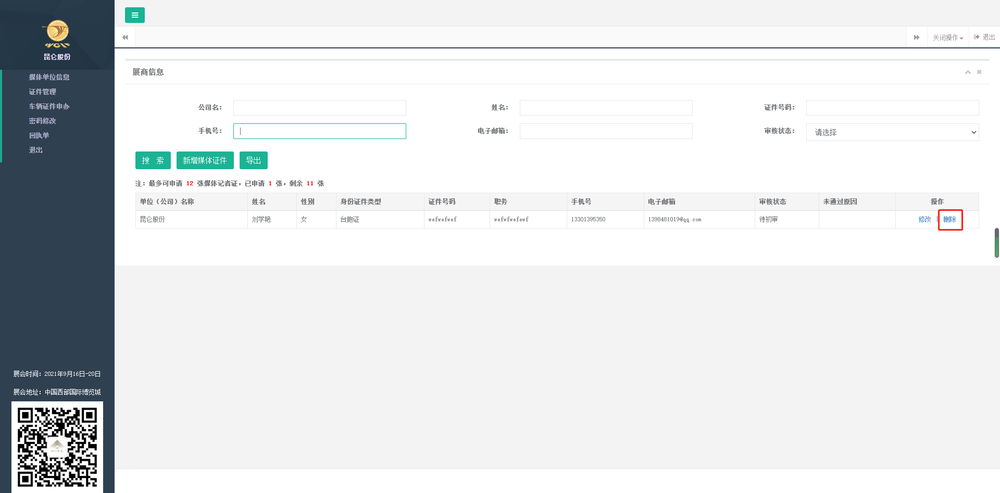 昆仑股份
媒体单位信息
证件管理
车辆证件申办
密码修改
回执单
退出
展会时间：2021年9月16日-20日
展会地址：中国西部国际博览城
关闭操作 退出
展商信息
公司名： 姓名： 证件号码：
手机号： 电子邮箱： 审核状态： 请选择
搜 索 新增媒体证件 导出
注：最多可申请 12 张媒体记者证，已申请 1 张，剩余 11 张
单位（公司）名称 姓名 性别 身份证件类型 证件号码 职务 手机号 电子邮箱 审核状态 未通过原因 操作
昆仑股份 刘学艳 女 台胞证 wefwefwef wefwfwefewf 13301395350 1398481019@qq.com 待初审 修改 | 删除